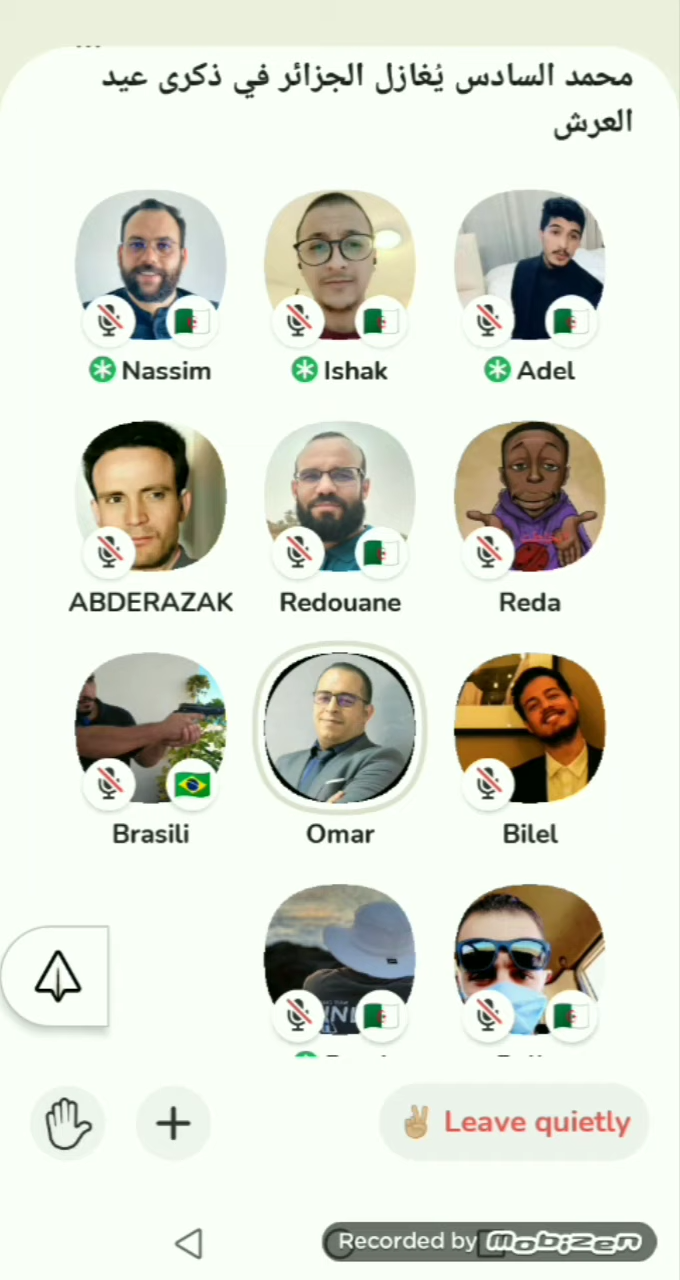 محمد السادس يُغازل الجزائر في ذكرى عيد
العرش
Nassim
Ishak
Adel
ABDERAZAK
Redouane
Reda
Brasili
Omar
Bilel
Leave quietly
Recorded by mobizen